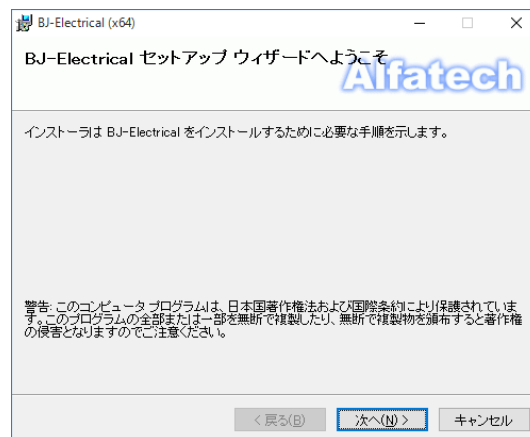 BJ-Electrical (x64)
BJ-Electrical セットアップ ウィザードへようこそ
Alfatech
インストーラは BJ-Electrical をインストールするために必要な手順を示します。
警告: このコンピュータ プログラムは、日本国著作権法および国際条約により保護されていま
す。このプログラムの全部または一部を無断で複製したり、無断で複製物を頒布すると著作権
の侵害となりますのでご注意ください。
< 戻る(B)
次へ(N) >
キャンセル